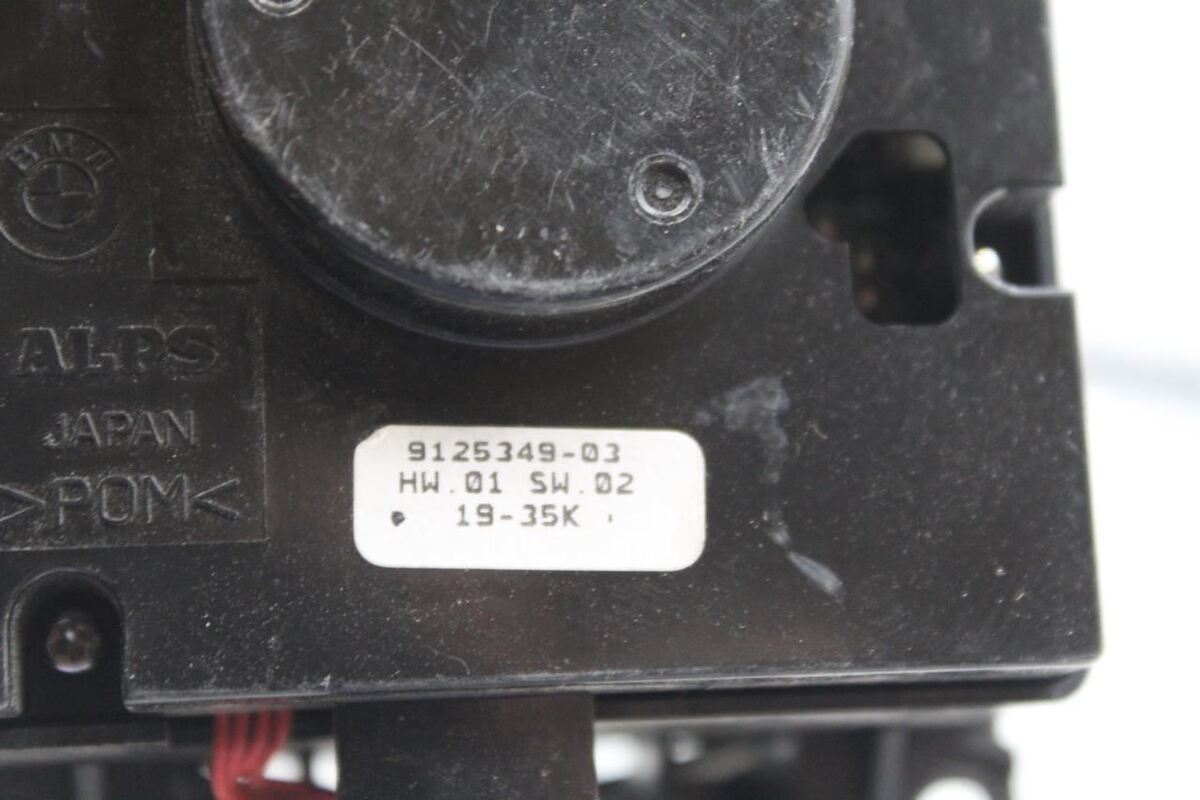 BMW
ALPS
JAPAN
>POM<
9125349-03
HW.01 SW.02
19-35K